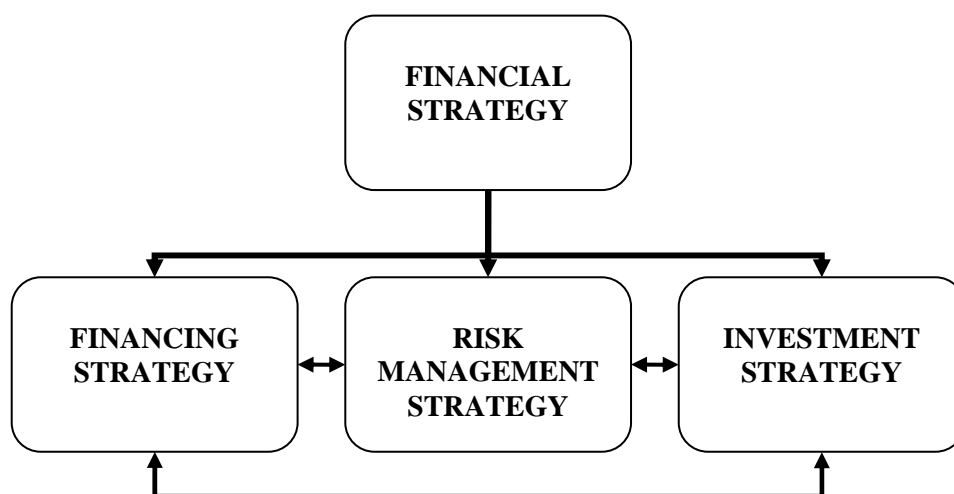 FINANCIAL
STRATEGY
FINANCING
STRATEGY
RISK
MANAGEMENT
STRATEGY
INVESTMENT
STRATEGY